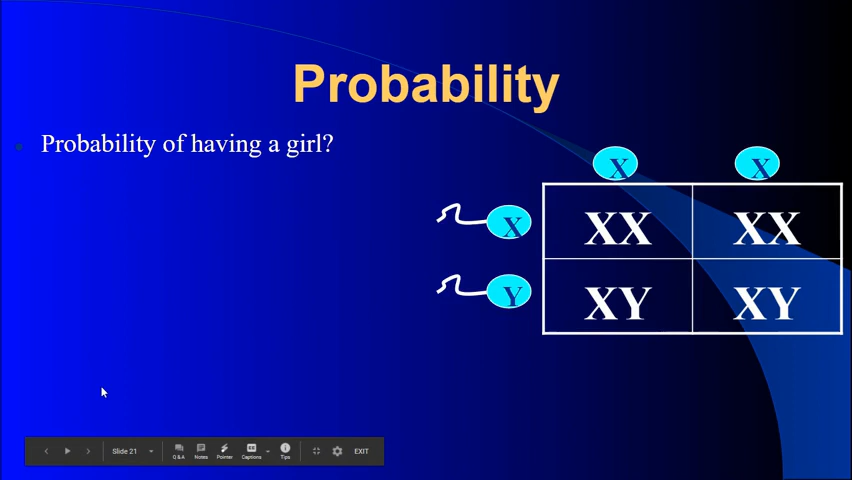 Probability
Probability of having a girl?
X X
X XX XX
Y XY XY
Slide 21 Q&A Notes Pointer Captions Tips EXIT